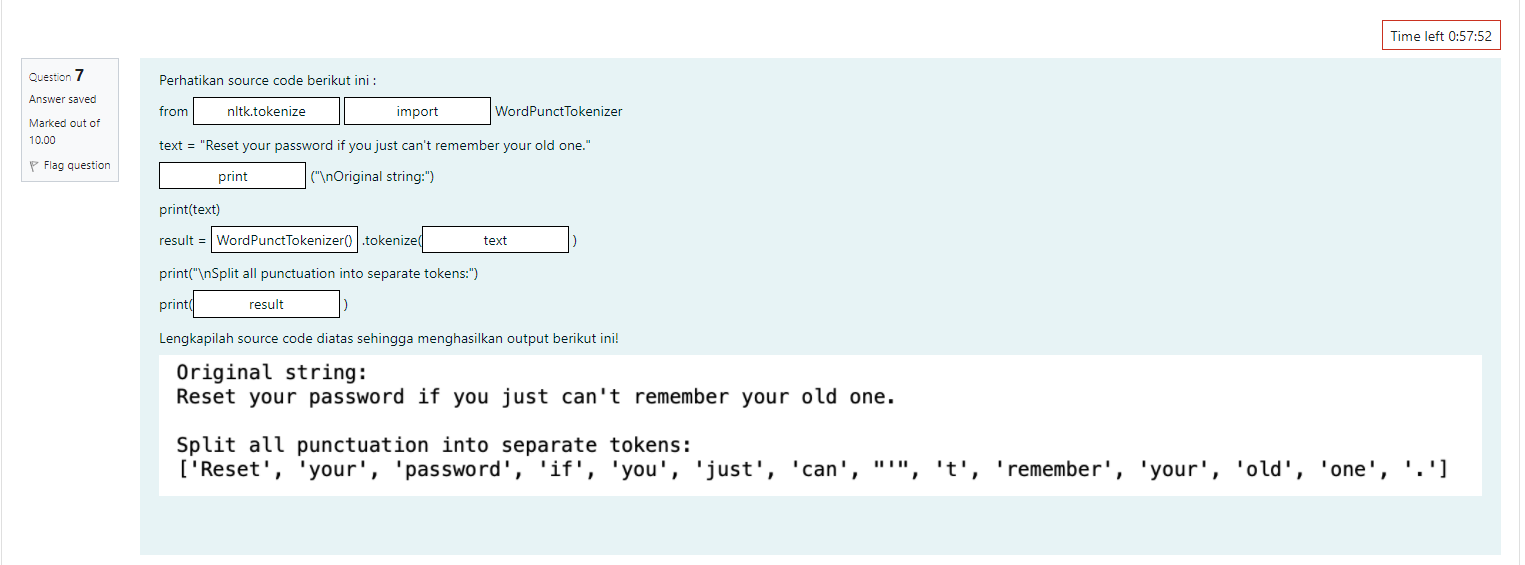 Time left 0:57:52
Question 7
Answer saved
Marked out of
10.00
Flag question
Perhatikan source code berikut ini :
from nltk.tokenize import WordPunctTokenizer
text = "Reset your password if you just can't remember your old one."
print ("\nOriginal string:")
print(text)
result = WordPunctTokenizer() .tokenize( text )
print("\nSplit all punctuation into separate tokens:")
print( result )
Lengkapilah source code diatas sehingga menghasilkan output berikut ini!
Original string:
Reset your password if you just can't remember your old one.
Split all punctuation into separate tokens:
['Reset', 'your', 'password', 'if', 'you', 'just', 'can', "'", 't', 'remember', 'your', 'old', 'one', '.']